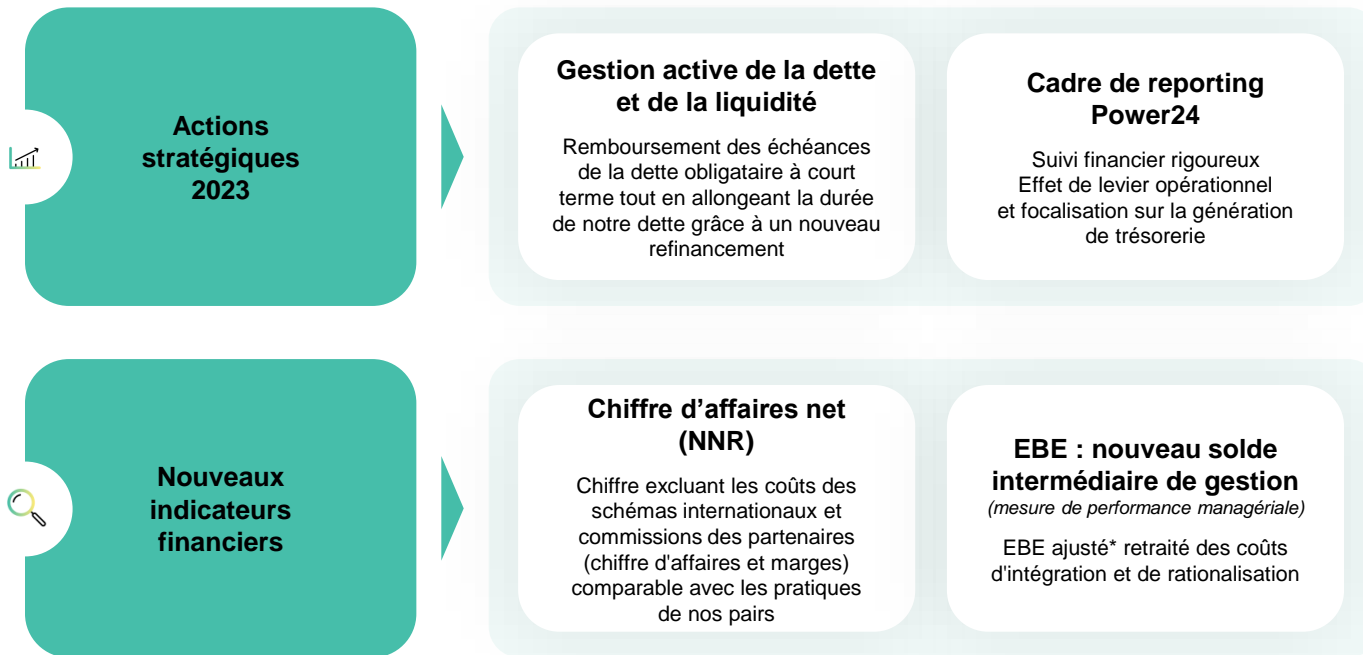 Actions
stratégiques
2023
Gestion active de la dette
et de la liquidité
Remboursement des échéances
de la dette obligataire à court
terme tout en allongeant la durée
de notre dette grâce à un nouveau
refinancement
Cadre de reporting
Power24
Suivi financier rigoureux
Effet de levier opérationnel
et focalisation sur la génération
de trésorerie
Nouveaux
indicateurs
financiers
Chiffre d’affaires net
(NNR)
Chiffre excluant les coûts des
schémas internationaux et
commissions des partenaires
(chiffre d'affaires et marges)
comparable avec les pratiques
de nos pairs
EBE : nouveau solde
intermédiaire de gestion
(mesure de performance managériale)
EBE ajusté* retraité des coûts
d'intégration et de rationalisation